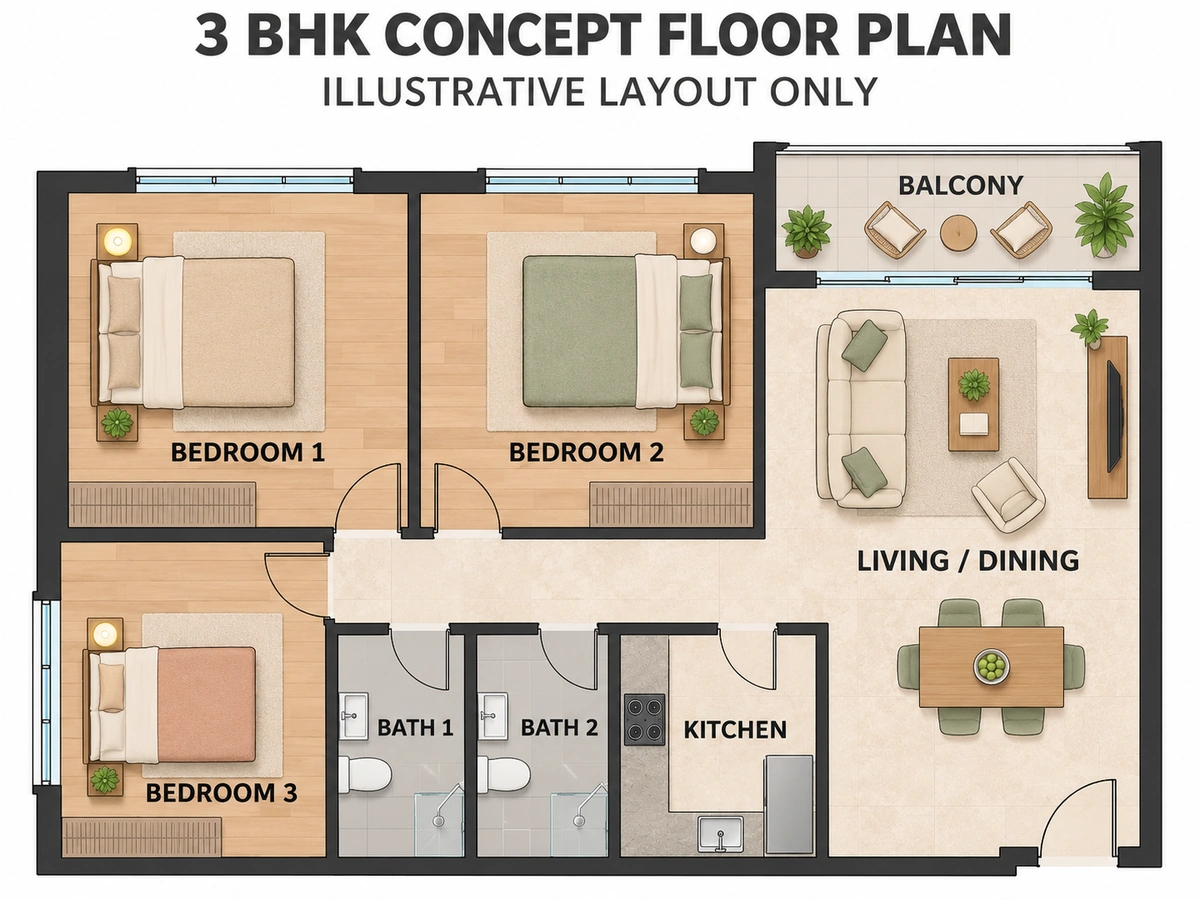 3 BHK CONCEPT FLOOR PLAN
ILLUSTRATIVE LAYOUT ONLY
BALCONY
BEDROOM 1
BEDROOM 2
LIVING / DINING
BATH 1
BATH 2
KITCHEN
BEDROOM 3